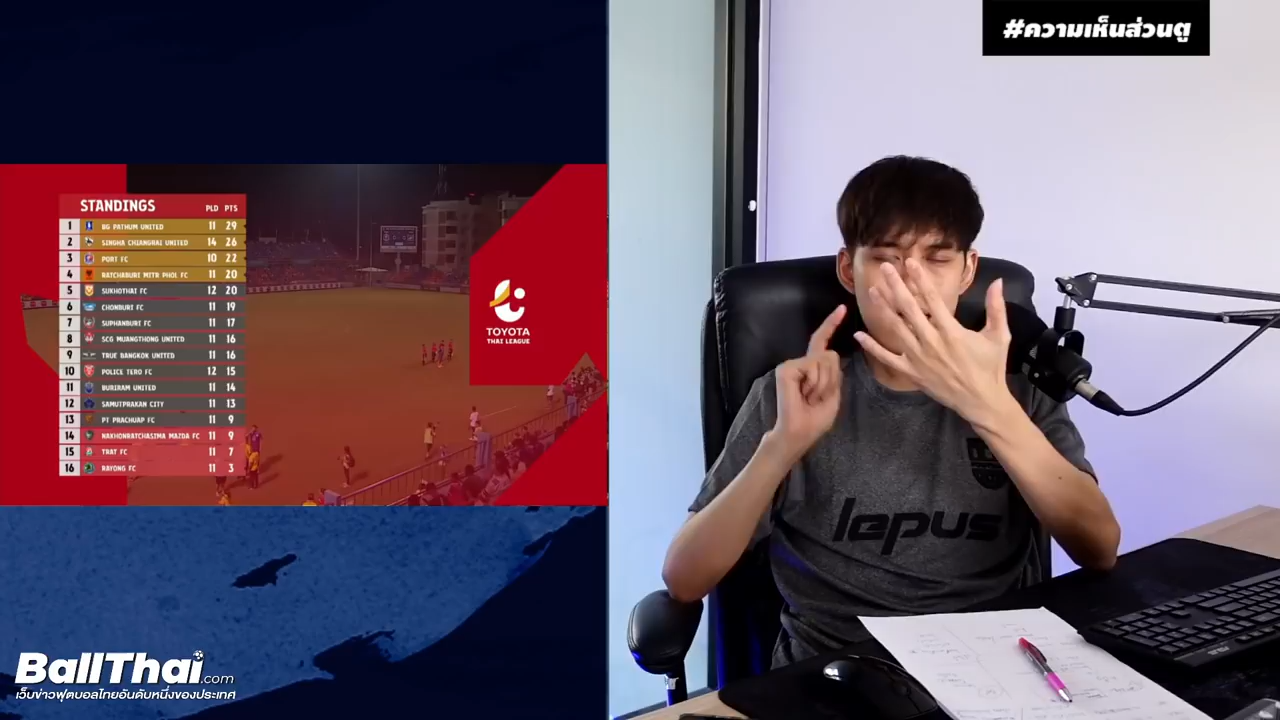 #ความเห็นส่วนตู
STANDINGS PLD PTS
1 BG PATHUM UNITED 11 29
2 SINGHA CHIANGRAI UNITED 14 26
3 PORT FC 10 22
4 RATCHABURI MITR PHOL FC 11 20
5 SUKHOTHAI FC 12 20
6 CHONBURI FC 11 19
7 SUPHANBURI FC 11 17
8 SCG MUANGTHONG UNITED 11 16
9 TRUE BANGKOK UNITED 11 16
10 POLICE TERO FC 12 15
11 BURIRAM UNITED 11 14
12 SAMUTPRAKAN CITY 11 13
13 PT PRACHUAP FC 11 9
14 NAKHONRATCHASIMA MAZDA FC 11 9
15 TRAT FC 11 7
16 RAYONG FC 11 3
TOYOTA
THAI LEAGUE
lepus
BallThai.com
เว็บข่าวฟุตบอลไทยอันดับหนึ่งของประเทศ